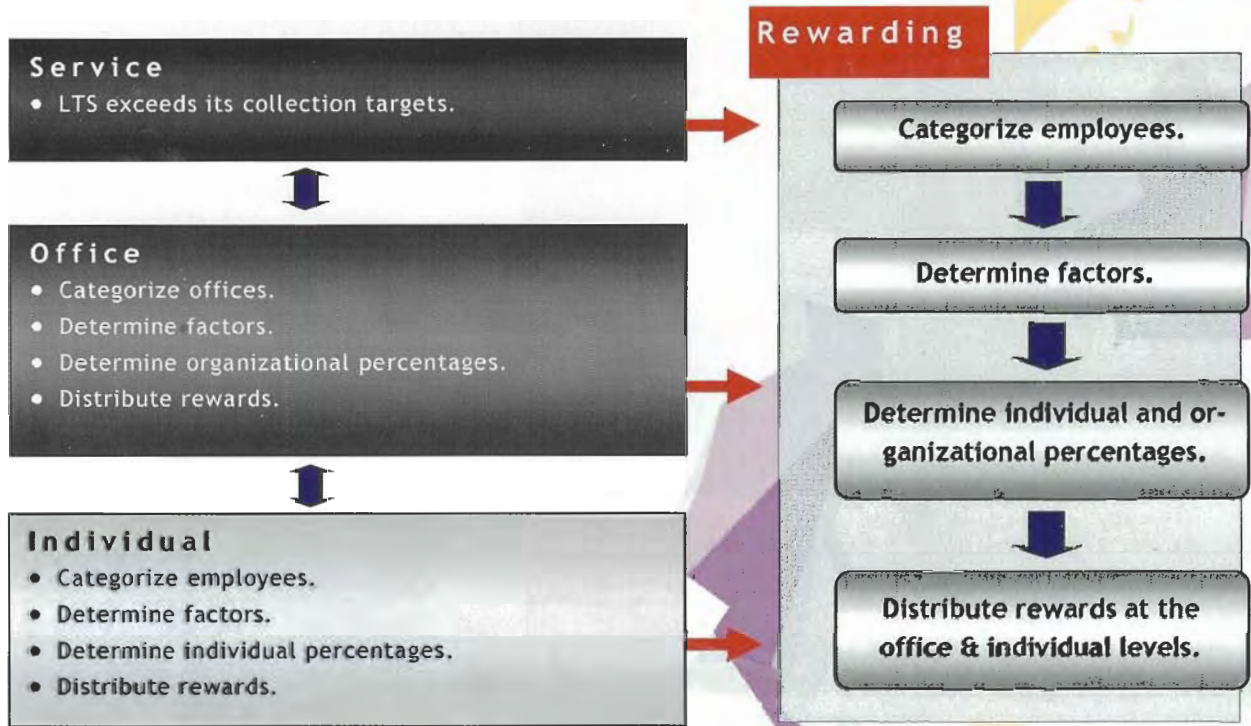 Service
• LTS exceeds its collection targets.
Office
• Categorize offices.
• Determine factors.
• Determine organizational percentages.
• Distribute rewards.
Individual
• Categorize employees.
• Determine factors.
• Determine individual percentages.
• Distribute rewards.
Rewarding
Categorize employees.
Determine factors.
Determine individual and or-
ganizational percentages.
Distribute rewards at the
office & individual levels.